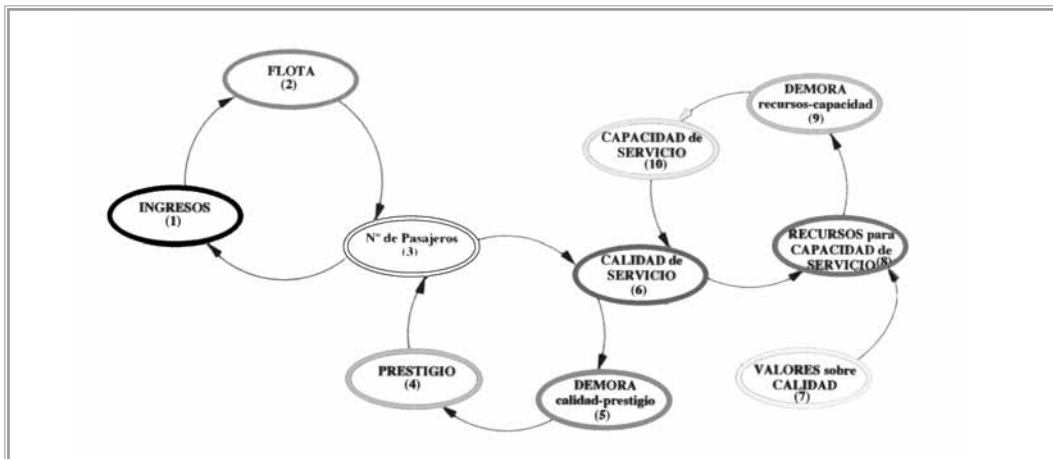 FLOTA
(2)
DEMORA
recursos-capacidad
(9)
CAPACIDAD de
SERVICIO
(10)
INGRESOS
(1)
Nº de Pasajeros
(3)
CALIDAD de
SERVICIO
(6)
RECURSOS para
CAPACIDAD de
SERVICIO(8)
PRESTIGIO
(4)
DEMORA
calidad-prestigio
(5)
VALORES sobre
CALIDAD
(7)